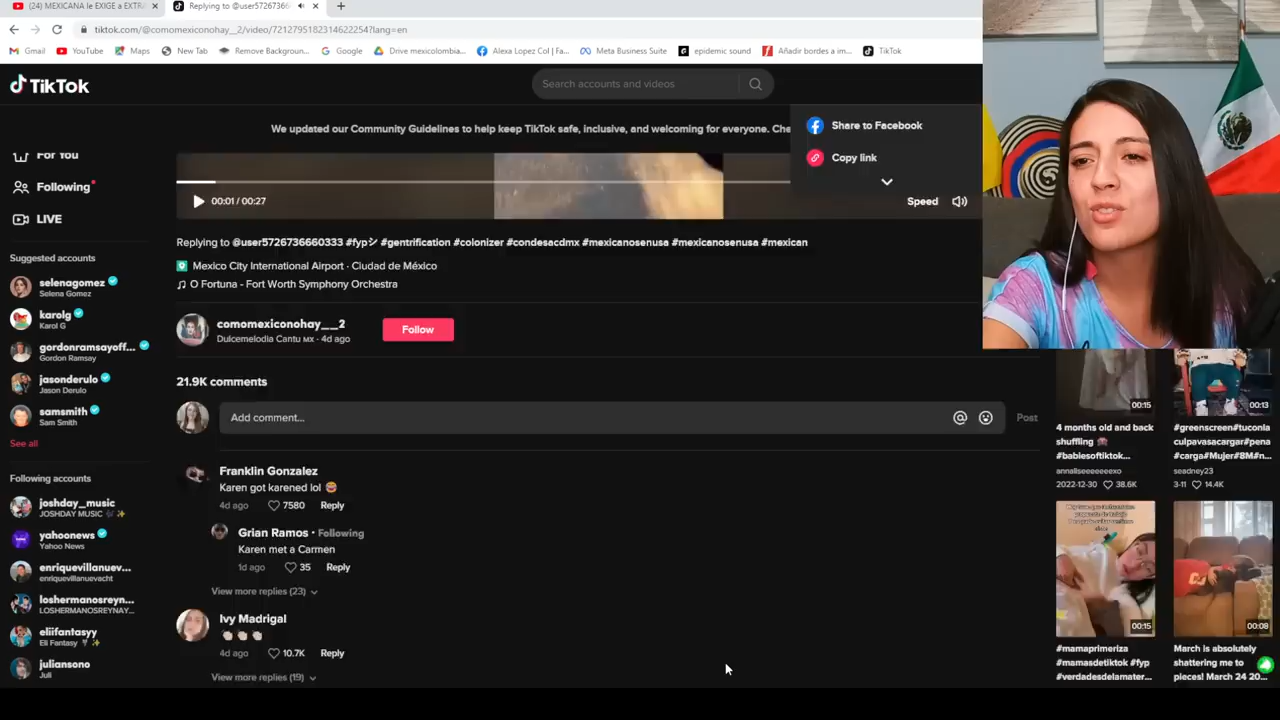 (24) MEXICANA le EXIGE a EXTRA
Replying to @user57267366
tiktok.com/@comomexiconohay__2/video/7212795182314622254?lang=en
Gmail
YouTube
Maps
New Tab
Remove Backgroun...
Google
Drive mexicolombia...
Alexa Lopez Col | Fa...
Meta Business Suite
epidemic sound
Añadir bordes a im...
TikTok
TikTok
Search accounts and videos
We updated our Community Guidelines to help keep TikTok safe, inclusive, and welcoming for everyone. Che
Share to Facebook
Copy link
For You
Following
LIVE
00:01 / 00:27
Speed
Replying to @user5726736660333 #fypシ #gentrification #colonizer #condesacdmx #mexicanosenusa #mexicanosenusa #mexican
Mexico City International Airport · Ciudad de México
O Fortuna - Fort Worth Symphony Orchestra
comomexiconohay__2
Dulcemelodia Cantu MX · 4d ago
Follow
Suggested accounts
selenagomez
Selena Gomez
karolg
Karol G
gordonramsayoff...
Gordon Ramsay
jasonderulo
Jason Derulo
samsmith
Sam Smith
See all
Following accounts
joshday_music
JOSHDAY MUSIC
yahoonews
Yahoo News
enriquevillanuev...
enriquevillanuevacht
loshermanosreyn...
LOSHERMANOSREYNAY...
eliifantasyy
Eli Fantasy
juliansono
Juli
21.9K comments
Add comment...
Post
Franklin Gonzalez
Karen got karened lol
4d ago 7580 Reply
Grian Ramos · Following
Karen met a Carmen
1d ago 35 Reply
View more replies (23)
Ivy Madrigal
4d ago 10.7K Reply
View more replies (19)
00:15
4 months old and back
shuffling
#babiesoftiktok...
annaliseeeeeeexo
2022-12-30 38.6K
00:13
#greenscreen#tuconla
culpavasacargar#pena
#carga#Mujer#8M#n...
seadney23
3-11 14.4K
00:15
#mamaprimeriza
#mamasdetiktok #fyp
#verdadesdelamater...
00:08
March is absolutely
shattering me to
pieces! March 24 20...